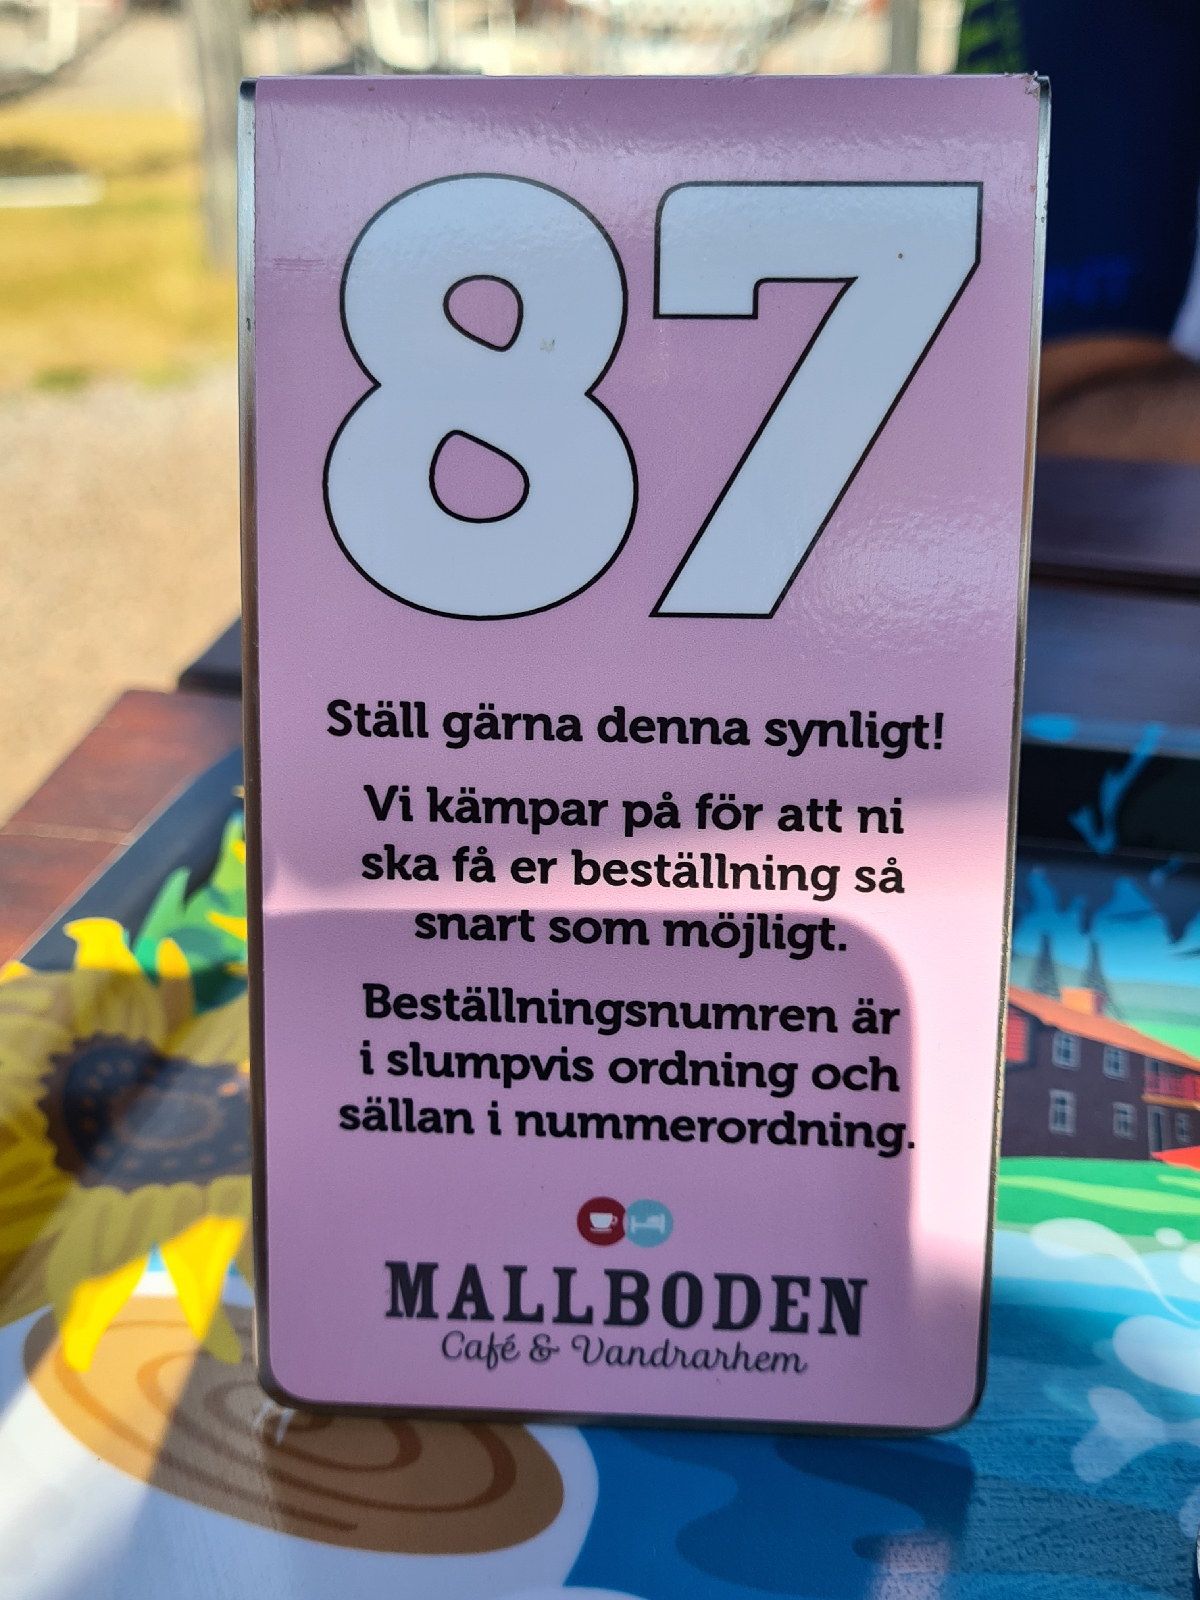 87
Ställ gärna denna synligt!
Vi kämpar på för att ni
ska få er beställning så
snart som möjligt.
Beställningsnumren är
i slumpvis ordning och
sällan i nummerordning.
MALLBODEN
Café & Vandrarhem